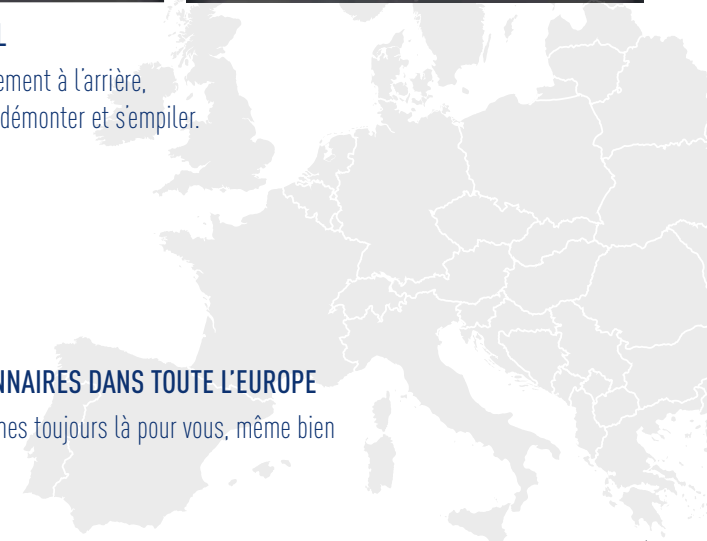 L
ement à l'arrière,
démonter et s'empiler.
NNAIRES DANS TOUTE L'EUROPE
nes toujours là pour vous, même bien